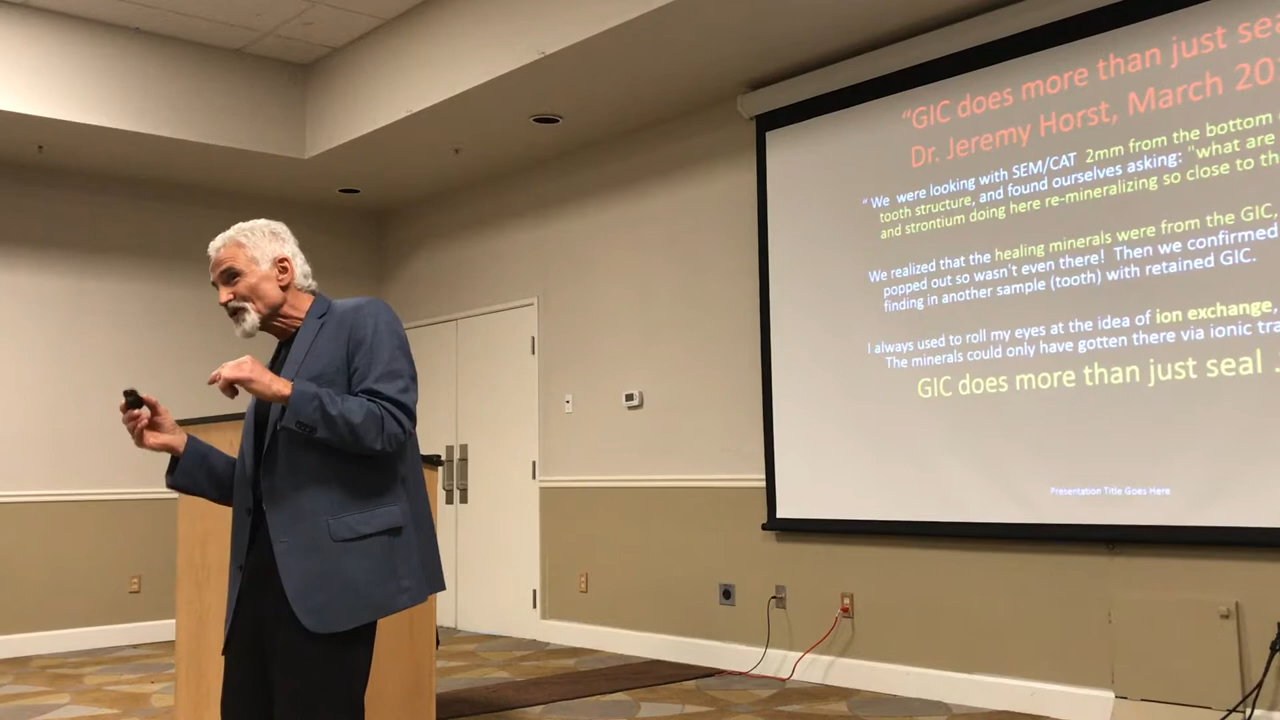 “GIC does more than just sea
Dr. Jeremy Horst, March 20
“ We were looking with SEM/CAT 2mm from the bottom
tooth structure, and found ourselves asking: "what are
and strontium doing here re-mineralizing so close to th
We realized that the healing minerals were from the GIC,
popped out so wasn't even there! Then we confirmed
finding in another sample (tooth) with retained GIC.
I always used to roll my eyes at the idea of ion exchange,
The minerals could only have gotten there via ionic tra
GIC does more than just seal .
Presentation Title Goes Here